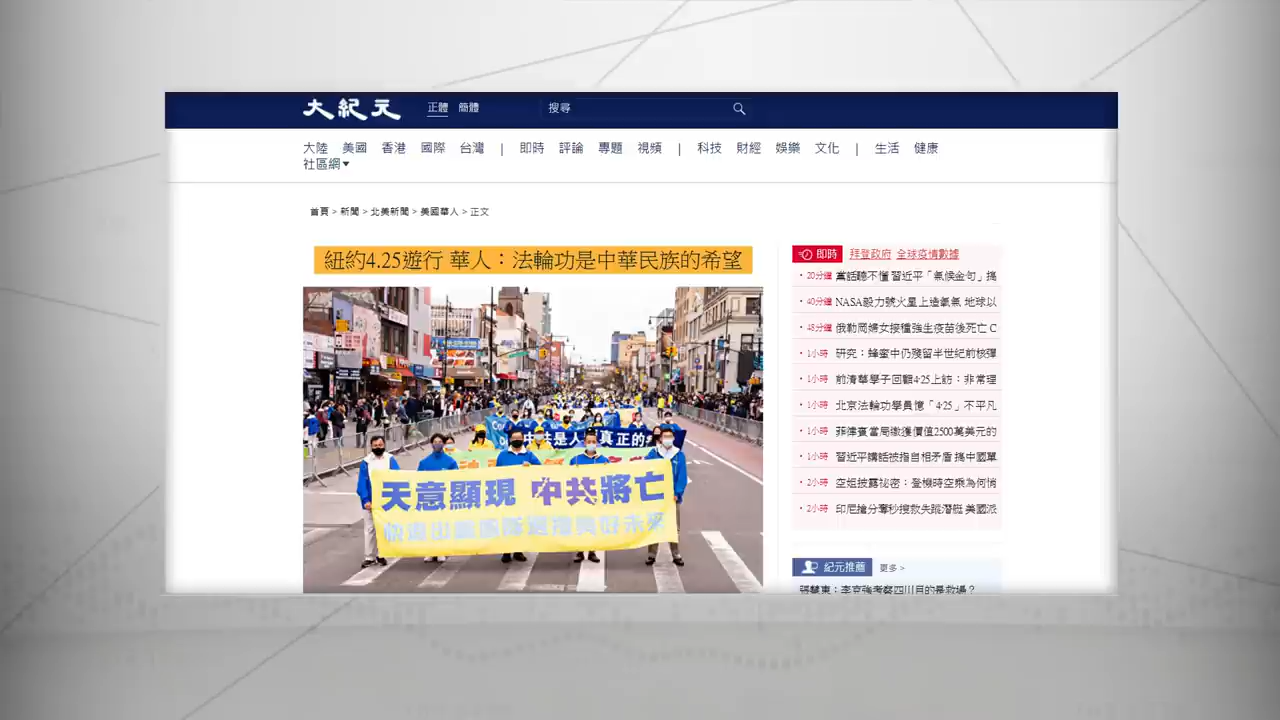 大紀元
正體 簡體
搜尋
大陸 美國 香港 國際 台灣 | 即時 評論 專題 視頻 | 科技 財經 娛樂 文化 | 生活 健康
社區網
首頁 > 新聞 > 北美新聞 > 美國華人 > 正文
紐約4.25遊行 華人：法輪功是中華民族的希望
天意顯現 中共將亡
即時 拜登政府 全球疫情數據
20分鐘 黨話聽不懂 習近平「氣候金句」搞
40分鐘 NASA毅力號火星上造氧氣 地球以
48分鐘 俄勒岡婦女接種強生疫苗後死亡 C
1小時 研究：蜂蜜中仍殘留半世紀前核彈
1小時 前清華學子回顧4·25上訪：非常理
1小時 北京法輪功學員憶「4·25」不平凡
1小時 菲律賓當局繳獲價值2500萬美元的
1小時 習近平講話被指自相矛盾 搞中國單
2小時 空姐披露祕密：登機時空乘為何悄
2小時 印尼搶分奪秒搜救失蹤潛艇 美國派
紀元推薦 更多 >